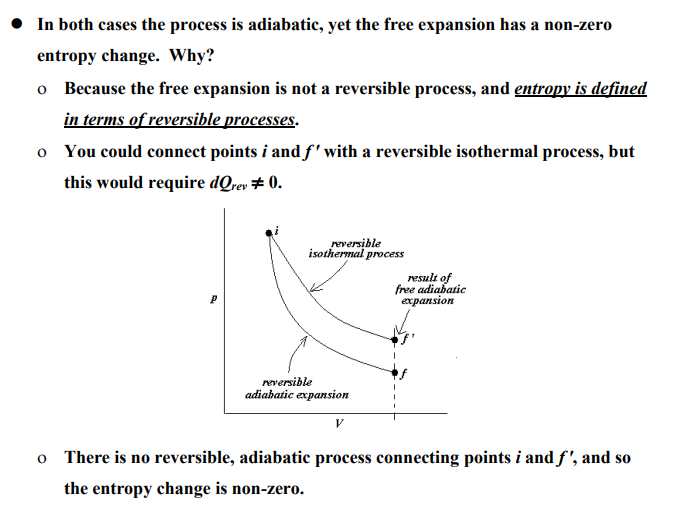 ● In both cases the process is adiabatic, yet the free expansion has a non-zero
entropy change. Why?
o Because the free expansion is not a reversible process, and entropy is defined
in terms of reversible processes.
o You could connect points i and f ' with a reversible isothermal process, but
this would require dQrev ≠ 0.
i
reversible
isothermal process
result of
free adiabatic
expansion
p
f '
f
reversible
adiabatic expansion
V
o There is no reversible, adiabatic process connecting points i and f ', and so
the entropy change is non-zero.